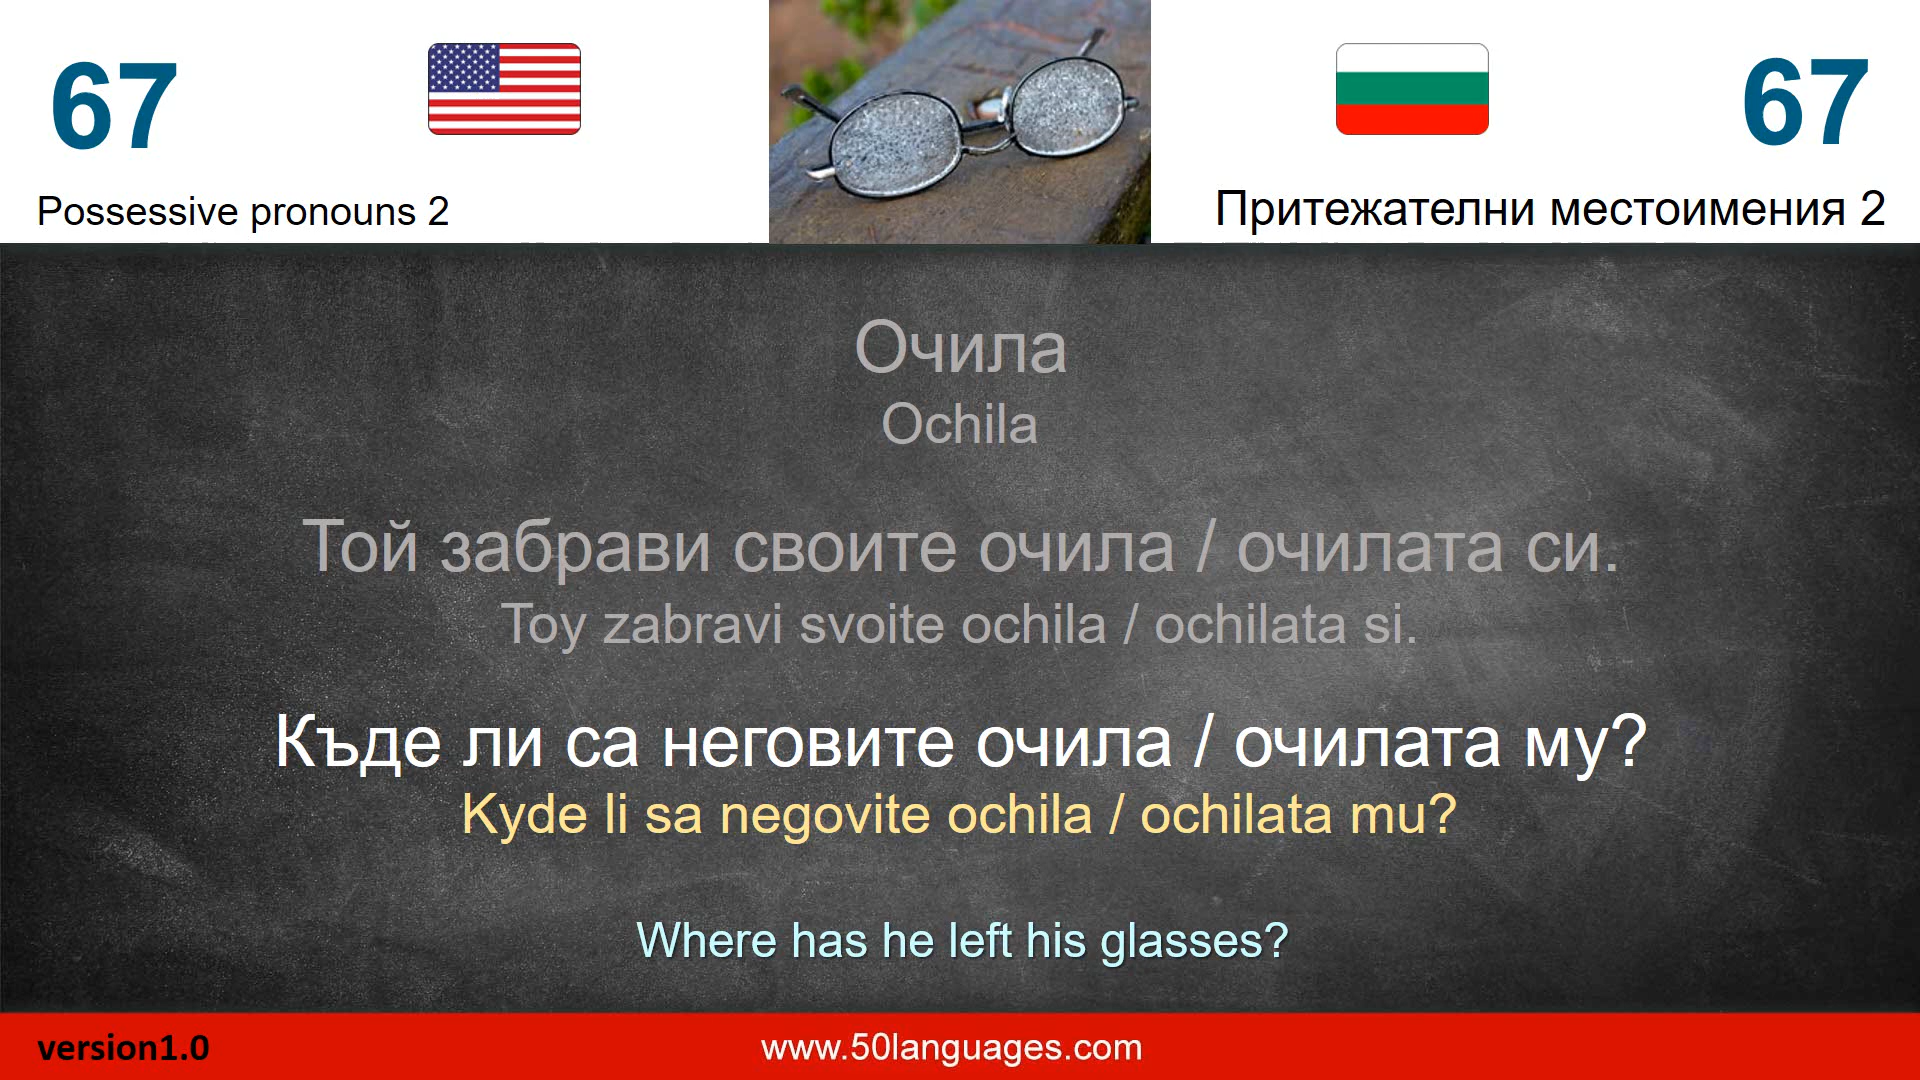 67
67
Possessive pronouns 2
Притежателни местоимения 2
Очила
Ochila
Той забрави своите очила / очилата си.
Toy zabravi svoite ochila / ochilata si.
Къде ли са неговите очила / очилата му?
Kyde li sa negovite ochila / ochilata mu?
Where has he left his glasses?
version1.0
www.50languages.com